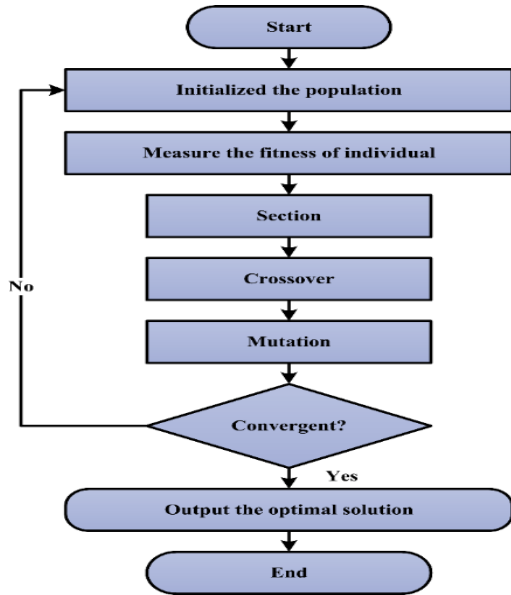 Start
Initialized the population
Measure the fitness of individual
Section
Crossover
No
Mutation
Convergent?
Yes
Output the optimal solution
End